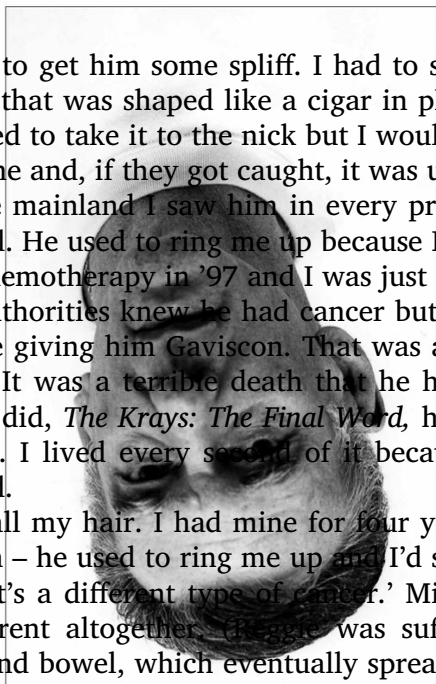 to get him some spliff. I had to s
that was shaped like a cigar in pl
ed to take it to the nick but I woul
ne and, if they got caught, it was u
e mainland I saw him in every pr
l. He used to ring me up because I
emotherapy in ’97 and I was just
thorities knew he had cancer but
e giving him Gaviscon. That was a
It was a terrible death that he h
did, The Krays: The Final Word, h
. I lived every second of it becau
l.
all my hair. I had mine for four y
n – he used to ring me up and I’d s
t’s a different type of cancer.’ Mi
rent altogether. (Reggie was suf
nd bowel, which eventually sprea